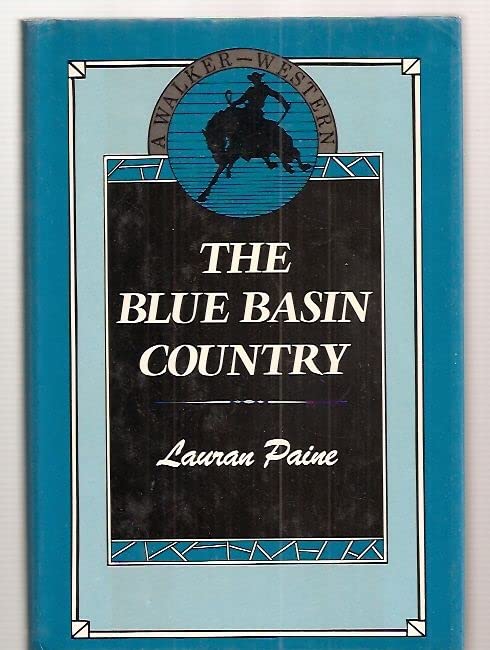 A WALKER—WESTERN
THE
BLUE BASIN
COUNTRY
Lauran Paine